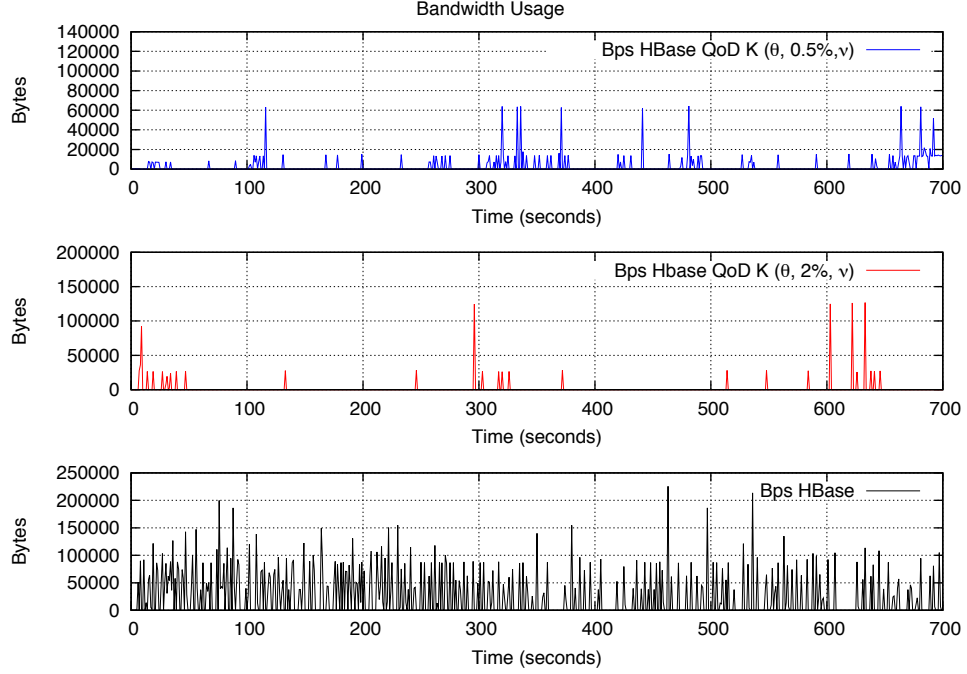 Bandwidth Usage
140000
120000
100000
80000
60000
40000
20000
0
Bytes
Bps HBase QoD K (θ, 0.5%,ν)
0 100 200 300 400 500 600 700
Time (seconds)
200000
150000
100000
50000
0
Bytes
Bps Hbase QoD K (θ, 2%, ν)
0 100 200 300 400 500 600 700
Time (seconds)
250000
200000
150000
100000
50000
0
Bytes
Bps HBase
0 100 200 300 400 500 600 700
Time (seconds)